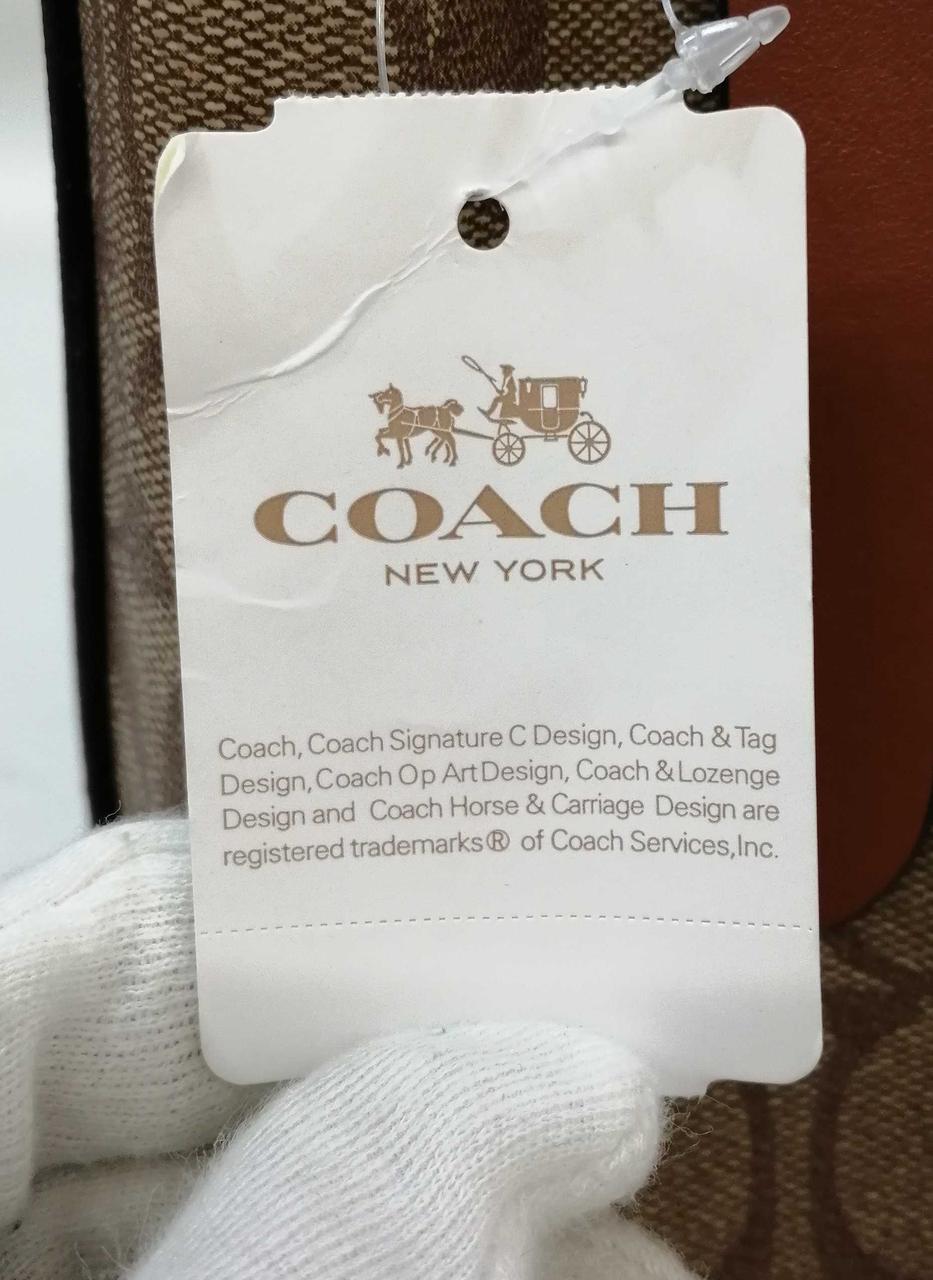 COACH
NEW YORK
Coach, Coach Signature C Design, Coach & Tag
Design, Coach Op Art Design, Coach & Lozenge
Design and Coach Horse & Carriage Design are
registered trademarks® of Coach Services, Inc.